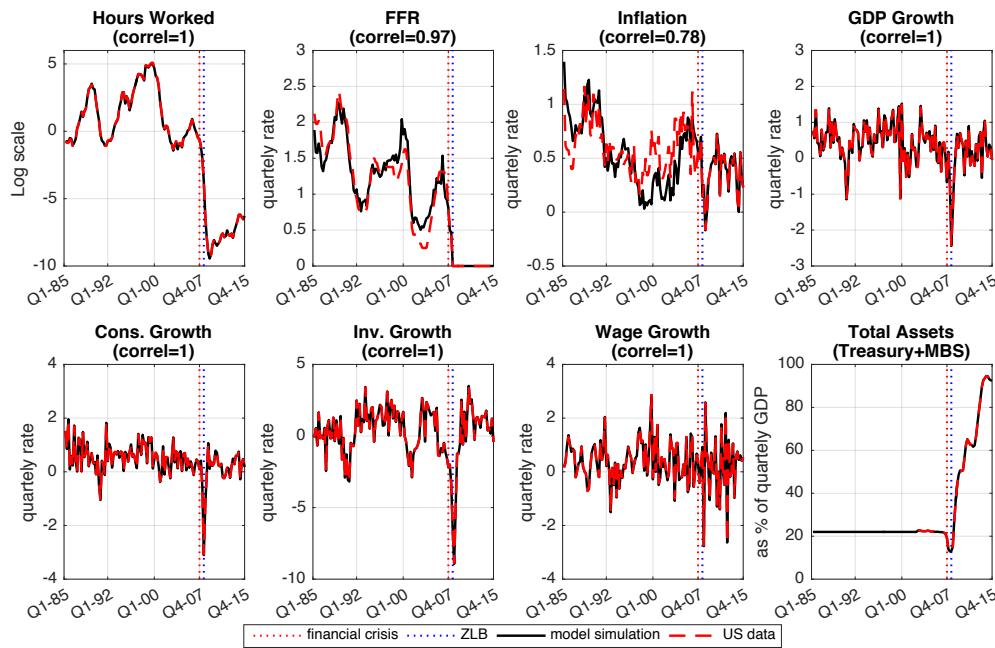 Hours Worked
(correl=1)
Log scale
5
0
-5
-10
Q1-85
Q1-92
Q1-00
Q4-07
Q4-15
FFR
(correl=0.97)
quartely rate
3
2.5
2
1.5
1
0.5
0
Q1-85
Q1-92
Q1-00
Q4-07
Q4-15
Inflation
(correl=0.78)
quartely rate
1.5
1
0.5
0
-0.5
Q1-85
Q1-92
Q1-00
Q4-07
Q4-15
GDP Growth
(correl=1)
quartely rate
3
2
1
0
-1
-2
-3
Q1-85
Q1-92
Q1-00
Q4-07
Q4-15
Cons. Growth
(correl=1)
quartely rate
4
2
0
-2
-4
Q1-85
Q1-92
Q1-00
Q4-07
Q4-15
Inv. Growth
(correl=1)
quartely rate
5
0
-5
-10
Q1-85
Q1-92
Q1-00
Q4-07
Q4-15
Wage Growth
(correl=1)
quartely rate
4
2
0
-2
-4
Q1-85
Q1-92
Q1-00
Q4-07
Q4-15
Total Assets
(Treasury+MBS)
as % of quartely GDP
100
80
60
40
20
0
Q1-85
Q1-92
Q1-00
Q4-07
Q4-15
financial crisis
ZLB
model simulation
US data